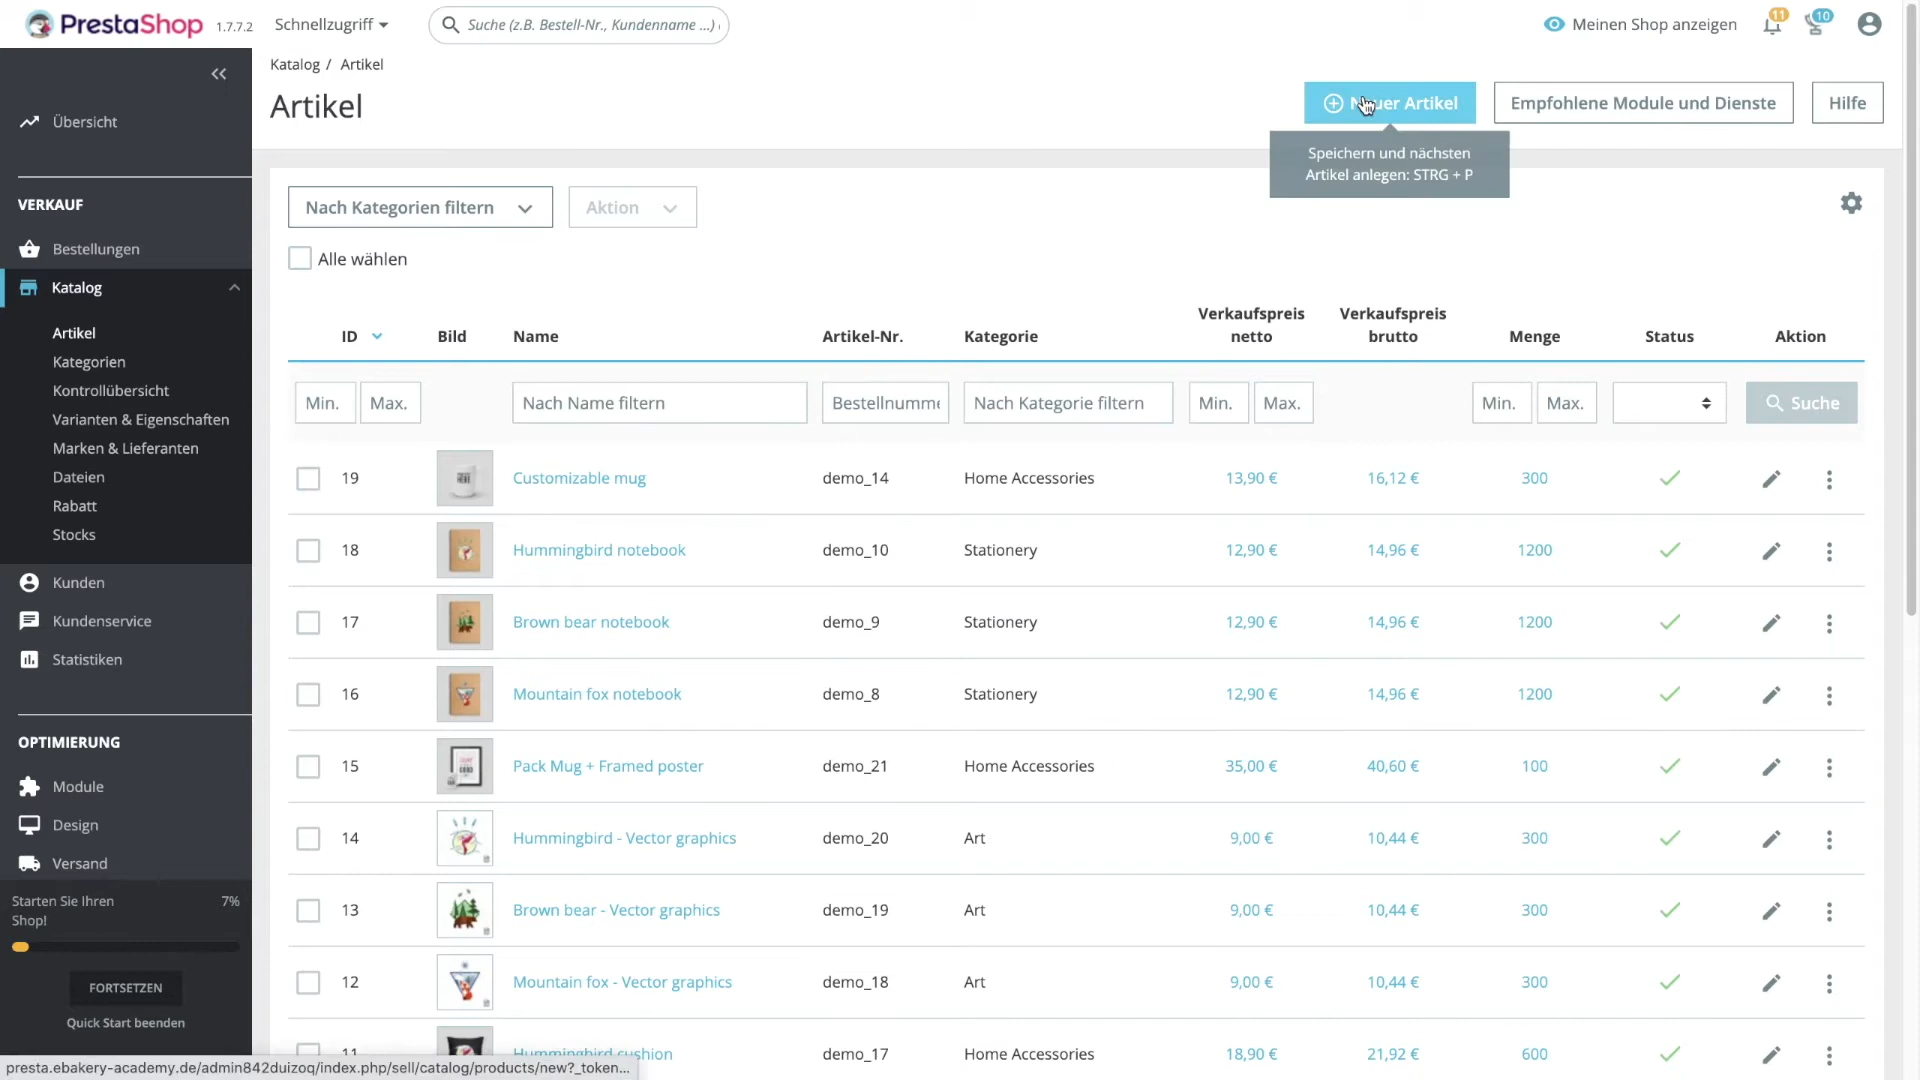 PrestaShop 1.7.7.2 Schnellzugriff Suche (z.B. Bestell-Nr., Kundenname ...) Meinen Shop anzeigen 11 10
Katalog / Artikel
Artikel
Neuer Artikel Empfohlene Module und Dienste Hilfe
Speichern und nächsten
Artikel anlegen: STRG + P
Übersicht
VERKAUF
Bestellungen
Katalog
Artikel
Kategorien
Kontrollübersicht
Varianten & Eigenschaften
Marken & Lieferanten
Dateien
Rabatt
Stocks
Kunden
Kundenservice
Statistiken
OPTIMIERUNG
Module
Design
Versand
Starten Sie Ihren 7%
Shop!
FORTSETZEN
Quick Start beenden
Nach Kategorien filtern Aktion
Alle wählen
ID Bild Name Artikel-Nr. Kategorie Verkaufspreis netto Verkaufspreis brutto Menge Status Aktion
Min. Max. Nach Name filtern Bestellnumme Nach Kategorie filtern Min. Max. Min. Max. Suche
19 Customizable mug demo_14 Home Accessories 13,90 € 16,12 € 300
18 Hummingbird notebook demo_10 Stationery 12,90 € 14,96 € 1200
17 Brown bear notebook demo_9 Stationery 12,90 € 14,96 € 1200
16 Mountain fox notebook demo_8 Stationery 12,90 € 14,96 € 1200
15 Pack Mug + Framed poster demo_21 Home Accessories 35,00 € 40,60 € 100
14 Hummingbird - Vector graphics demo_20 Art 9,00 € 10,44 € 300
13 Brown bear - Vector graphics demo_19 Art 9,00 € 10,44 € 300
12 Mountain fox - Vector graphics demo_18 Art 9,00 € 10,44 € 300
11 Hummingbird cushion demo_17 Home Accessories 18,90 € 21,92 € 600
presta.ebakery-academy.de/admin842duizoq/index.php/sell/catalog/products/new?_token...